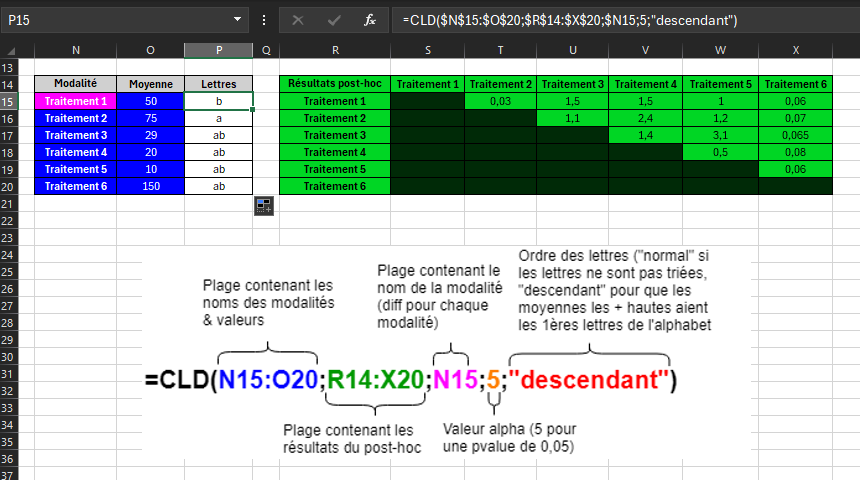 P15
fx
=CLD($N$15:$O$20;$R$14:$X$20;$N15;5;"descendant")
N O P Q R S T U V W X
13
14 Modalité Moyenne Lettres Résultats post-hoc Traitement 1 Traitement 2 Traitement 3 Traitement 4 Traitement 5 Traitement 6
15 Traitement 1 50 b Traitement 1 0,03 1,5 1,5 1 0,06
16 Traitement 2 75 a Traitement 2 1,1 2,4 1,2 0,07
17 Traitement 3 29 ab Traitement 3 1,4 3,1 0,065
18 Traitement 4 20 ab Traitement 4 0,5 0,08
19 Traitement 5 10 ab Traitement 5 0,06
20 Traitement 6 150 ab Traitement 6
21
22
23
24
25
26
27
28
29
30
31
32
33
34
35
36
37
Plage contenant les
noms des modalités
& valeurs
Plage contenant le
nom de la modalité
(diff pour chaque
modalité)
Ordre des lettres ("normal" si
les lettres ne sont pas triées,
"descendant" pour que les
moyennes les + hautes aient
les 1ères lettres de l'alphabet
=CLD(N15:O20;R14:X20;N15;5;"descendant")
Plage contenant les
résultats du post-hoc
Valeur alpha (5 pour
une pvalue de 0,05)